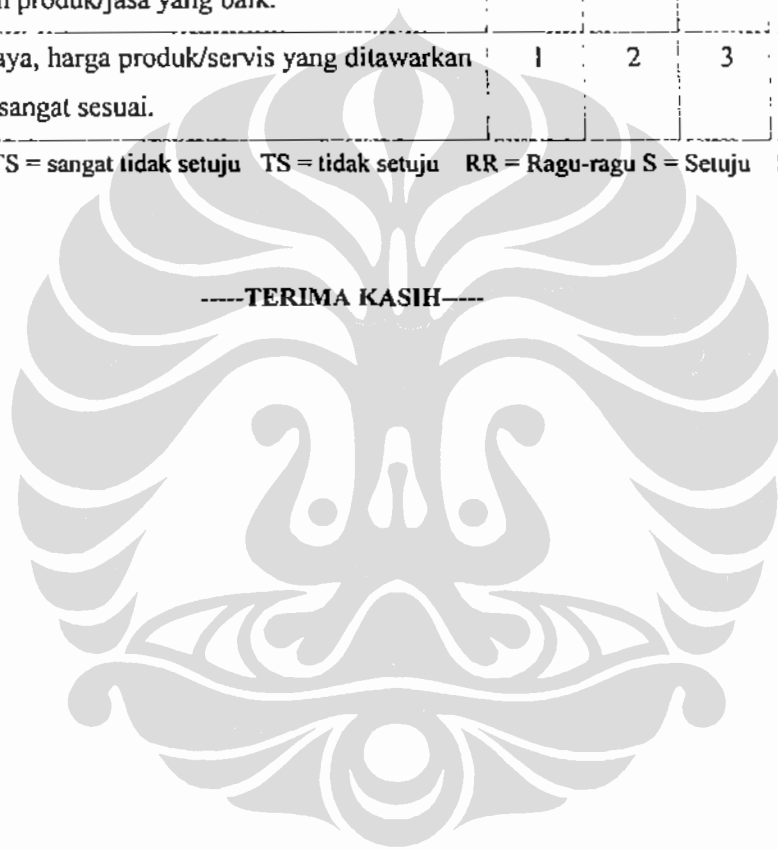 produk/jasa yang baik.
harga produk/servis yang ditawarkan 1 2 3
sangat sesuai.
TS = sangat tidak setuju TS = tidak setuju RR = Ragu-ragu S = Setuju
-----TERIMA KASIH-----